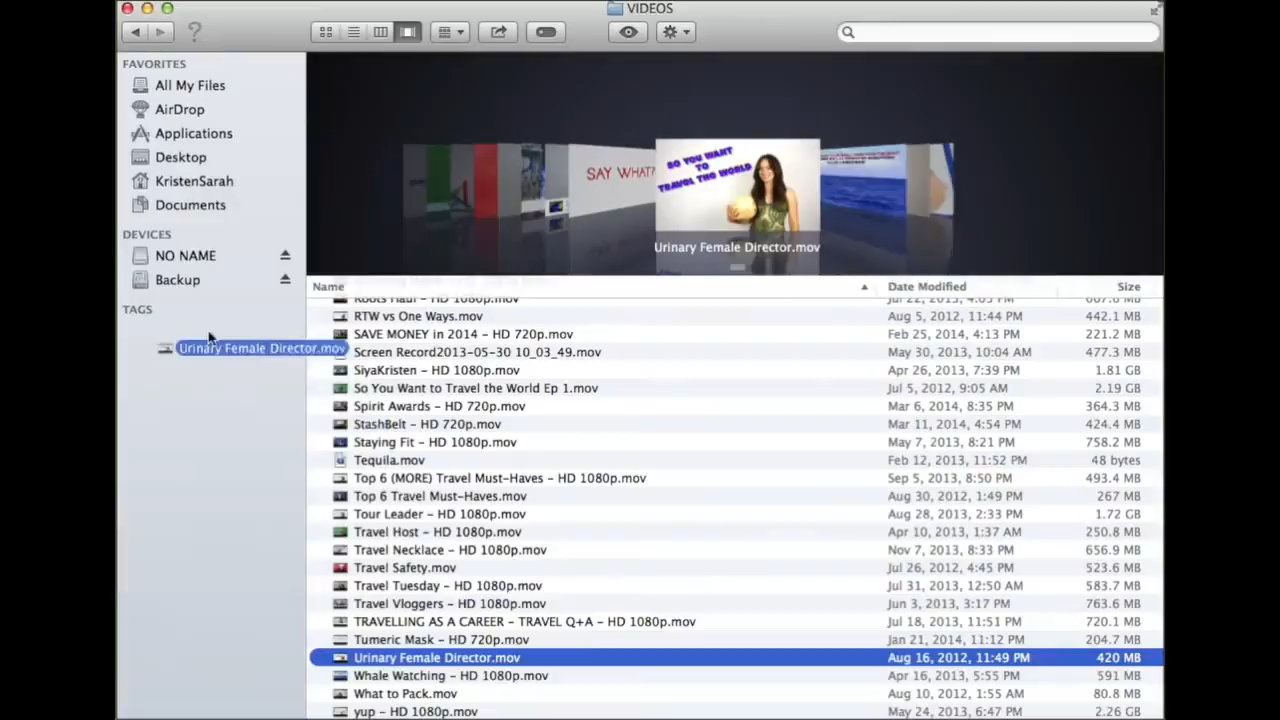 VIDEOS
?
FAVORITES
All My Files
AirDrop
Applications
Desktop
KristenSarah
Documents
DEVICES
NO NAME
Backup
TAGS
Urinary Female Director.mov
SAY WHAT?
SO YOU WANT
TO
TRAVEL THE WORLD
Urinary Female Director.mov
Name Date Modified Size
Roots Haul - HD 1080p.mov Jul 22, 2013, 4:05 PM 667.6 MB
RTW vs One Ways.mov Aug 5, 2012, 11:44 PM 442.1 MB
SAVE MONEY in 2014 - HD 720p.mov Feb 25, 2014, 4:13 PM 221.2 MB
Screen Record2013-05-30 10_03_49.mov May 30, 2013, 10:04 AM 477.3 MB
SiyaKristen - HD 1080p.mov Apr 26, 2013, 7:39 PM 1.81 GB
So You Want to Travel the World Ep 1.mov Jul 5, 2012, 9:05 AM 2.19 GB
Spirit Awards - HD 720p.mov Mar 6, 2014, 8:35 PM 364.3 MB
StashBelt - HD 720p.mov Mar 11, 2014, 4:54 PM 424.4 MB
Staying Fit - HD 1080p.mov May 7, 2013, 8:21 PM 758.2 MB
Tequila.mov Feb 12, 2013, 11:52 PM 48 bytes
Top 6 (MORE) Travel Must-Haves - HD 1080p.mov Sep 5, 2013, 8:50 PM 493.4 MB
Top 6 Travel Must-Haves.mov Aug 30, 2012, 1:49 PM 267 MB
Tour Leader - HD 1080p.mov Aug 28, 2013, 2:33 PM 1.72 GB
Travel Host - HD 1080p.mov Apr 10, 2013, 1:37 AM 250.8 MB
Travel Necklace - HD 1080p.mov Nov 7, 2013, 8:33 PM 656.9 MB
Travel Safety.mov Jul 26, 2012, 4:45 PM 523.6 MB
Travel Tuesday - HD 1080p.mov Jul 31, 2013, 12:50 AM 583.7 MB
Travel Vloggers - HD 1080p.mov Jun 3, 2013, 3:17 PM 763.6 MB
TRAVELLING AS A CAREER - TRAVEL Q+A - HD 1080p.mov Jul 18, 2013, 11:51 PM 720.1 MB
Tumeric Mask - HD 720p.mov Jan 21, 2014, 11:12 PM 204.7 MB
Urinary Female Director.mov Aug 16, 2012, 11:49 PM 420 MB
Whale Watching - HD 1080p.mov Apr 16, 2013, 5:55 PM 591 MB
What to Pack.mov Aug 10, 2012, 1:55 AM 80.8 MB
yup - HD 1080p.mov May 24, 2013, 6:47 PM 2.26 GB